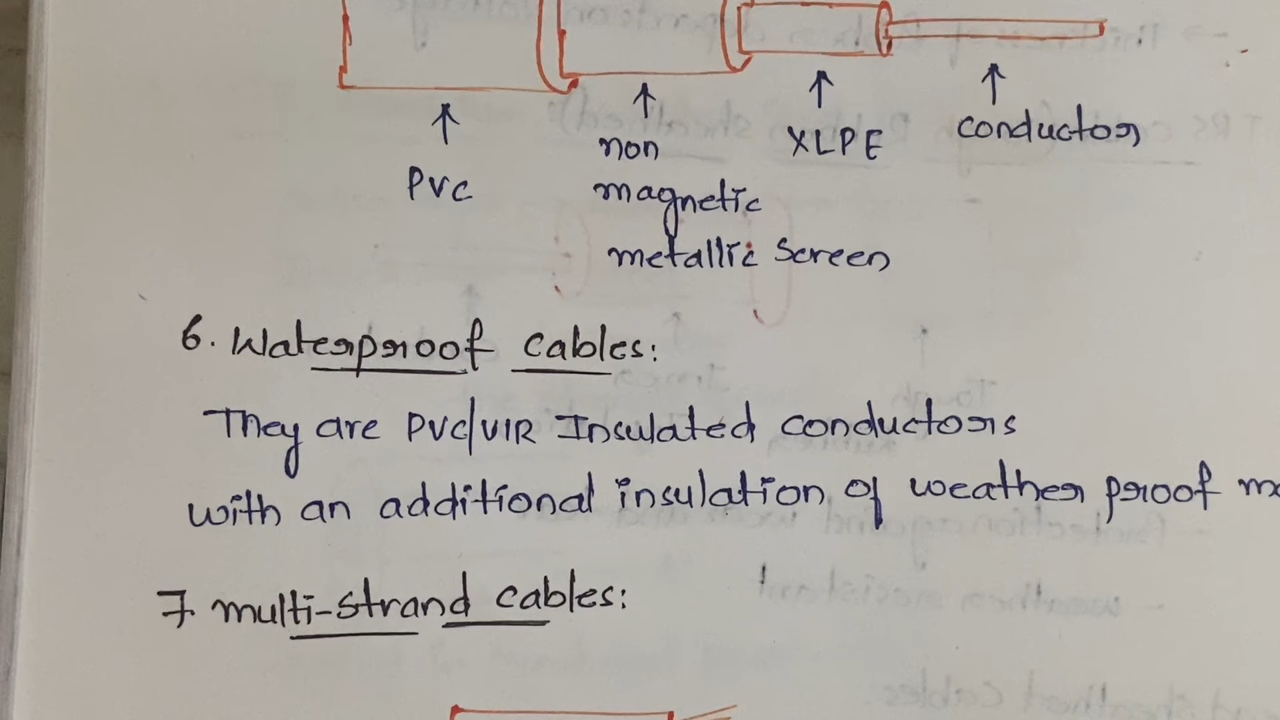 PVC
non
magnetic
metallic screen
XLPE
conductor
6. Waterproof cables:
They are PVC/VIR Insulated conductors
with an additional insulation of weather proof
7. multi-strand cables: